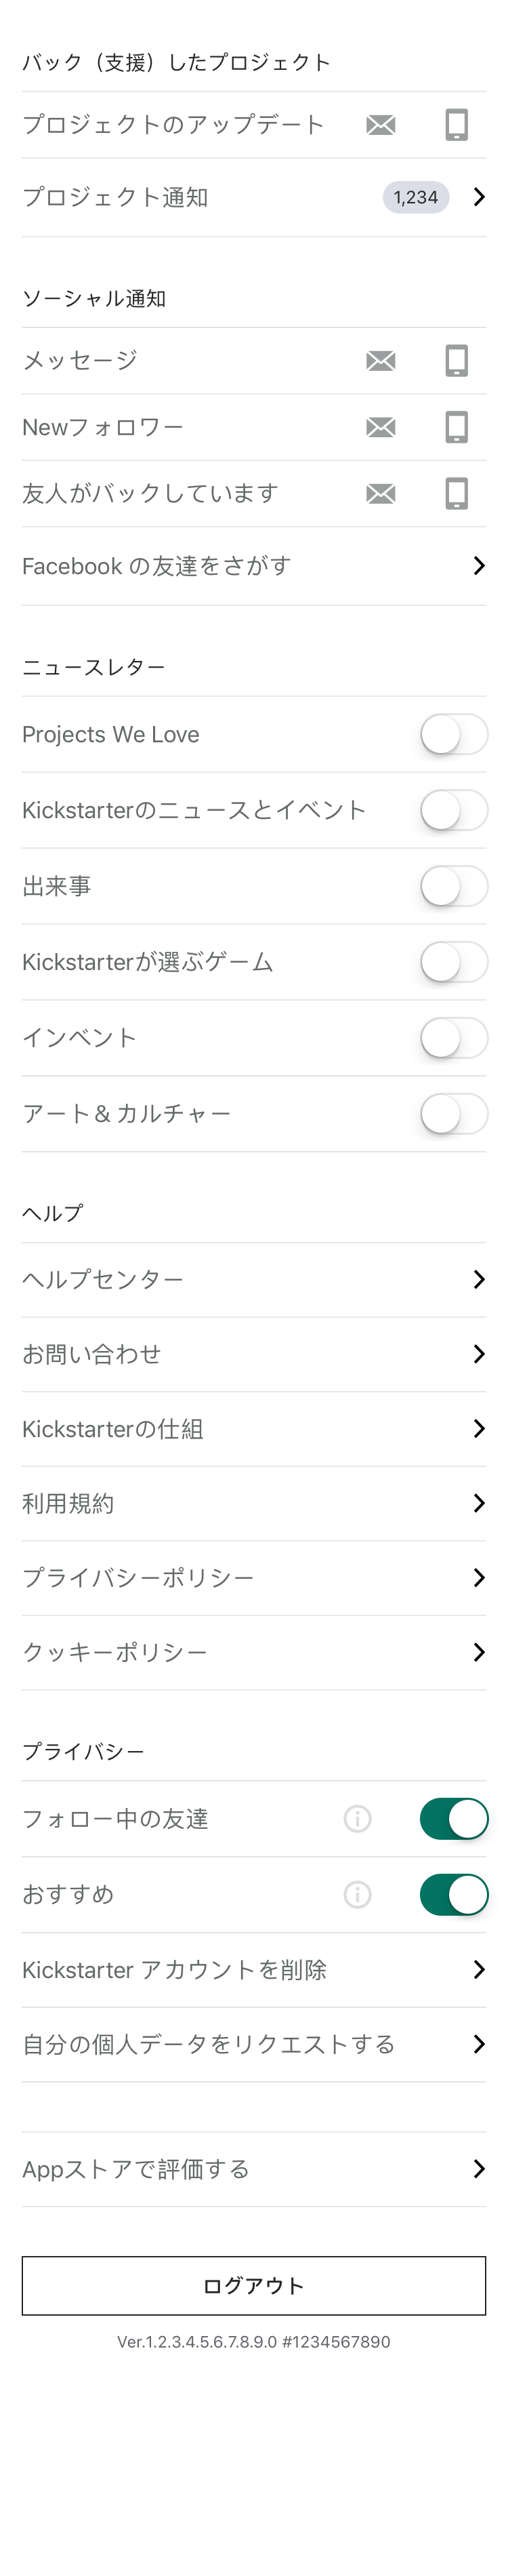 バック（支援）したプロジェクト
プロジェクトのアップデート
プロジェクト通知 1,234
ソーシャル通知
メッセージ
Newフォロワー
友人がバックしています
Facebook の友達をさがす
ニュースレター
Projects We Love
Kickstarterのニュースとイベント
出来事
Kickstarterが選ぶゲーム
インベント
アート& カルチャー
ヘルプ
ヘルプセンター
お問い合わせ
Kickstarterの仕組
利用規約
プライバシーポリシー
クッキーポリシー
プライバシー
フォロー中の友達
おすすめ
Kickstarter アカウントを削除
自分の個人データをリクエストする
Appストアで評価する
ログアウト
Ver.1.2.3.4.5.6.7.8.9.0 #1234567890